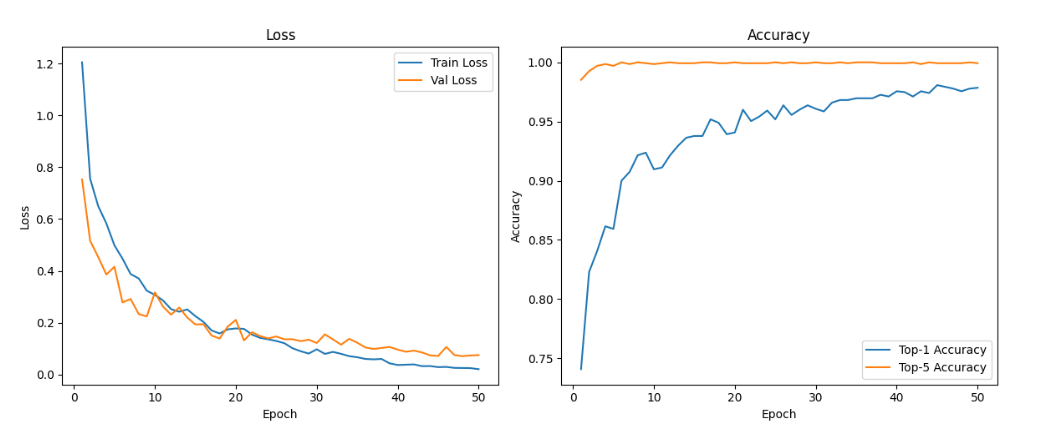 Loss
Train Loss
Val Loss
1.2
1.0
0.8
0.6
0.4
0.2
0.0
Loss
0 10 20 30 40 50
Epoch
Accuracy
1.00
0.95
0.90
0.85
0.80
0.75
Accuracy
Top-1 Accuracy
Top-5 Accuracy
0 10 20 30 40 50
Epoch